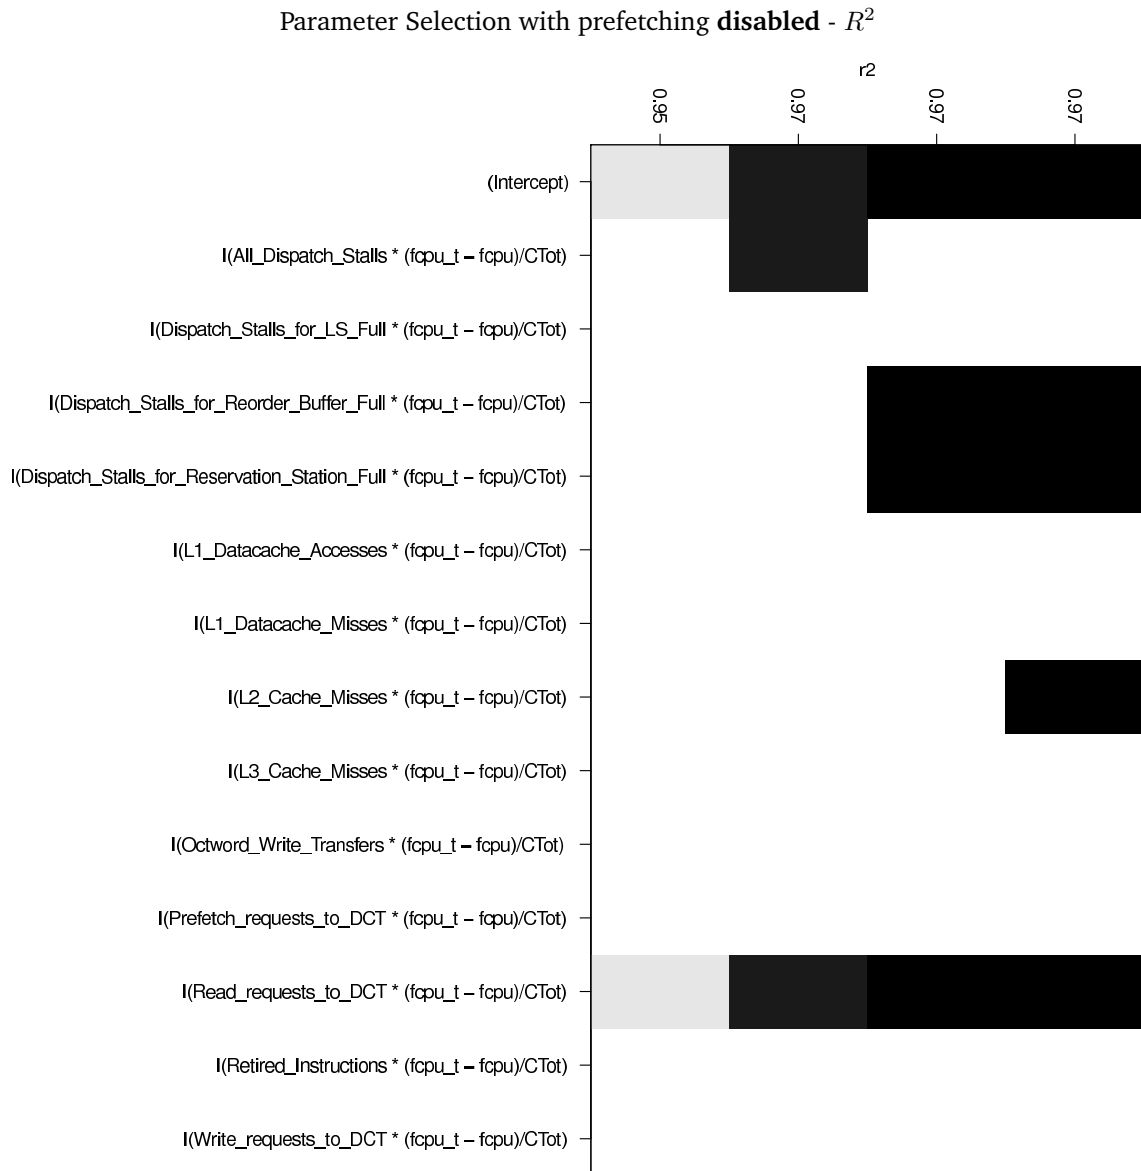 Parameter Selection with prefetching disabled - R²
r2
0.95
0.97
0.97
0.97
(Intercept)
I(All_Dispatch_Stalls * (fcpu_t – fcpu)/CTot)
I(Dispatch_Stalls_for_LS_Full * (fcpu_t – fcpu)/CTot)
I(Dispatch_Stalls_for_Reorder_Buffer_Full * (fcpu_t – fcpu)/CTot)
I(Dispatch_Stalls_for_Reservation_Station_Full * (fcpu_t – fcpu)/CTot)
I(L1_Datacache_Accesses * (fcpu_t – fcpu)/CTot)
I(L1_Datacache_Misses * (fcpu_t – fcpu)/CTot)
I(L2_Cache_Misses * (fcpu_t – fcpu)/CTot)
I(L3_Cache_Misses * (fcpu_t – fcpu)/CTot)
I(Octword_Write_Transfers * (fcpu_t – fcpu)/CTot)
I(Prefetch_requests_to_DCT * (fcpu_t – fcpu)/CTot)
I(Read_requests_to_DCT * (fcpu_t – fcpu)/CTot)
I(Retired_Instructions * (fcpu_t – fcpu)/CTot)
I(Write_requests_to_DCT * (fcpu_t – fcpu)/CTot)